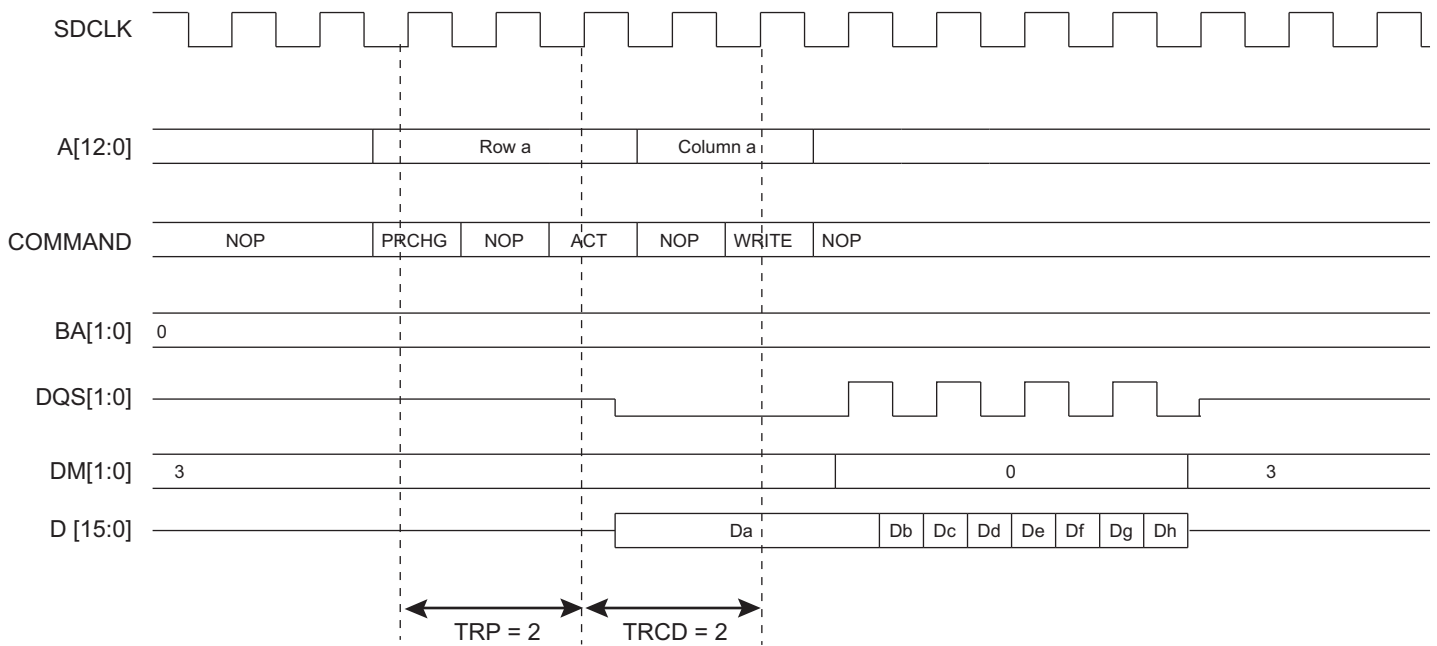 SDCLK
A[12:0] Row a Column a
COMMAND NOP PRCHG NOP ACT NOP WRITE NOP
BA[1:0] 0
DQS[1:0]
DM[1:0] 3 0 3
D [15:0] Da Db Dc Dd De Df Dg Dh
TRP = 2 TRCD = 2